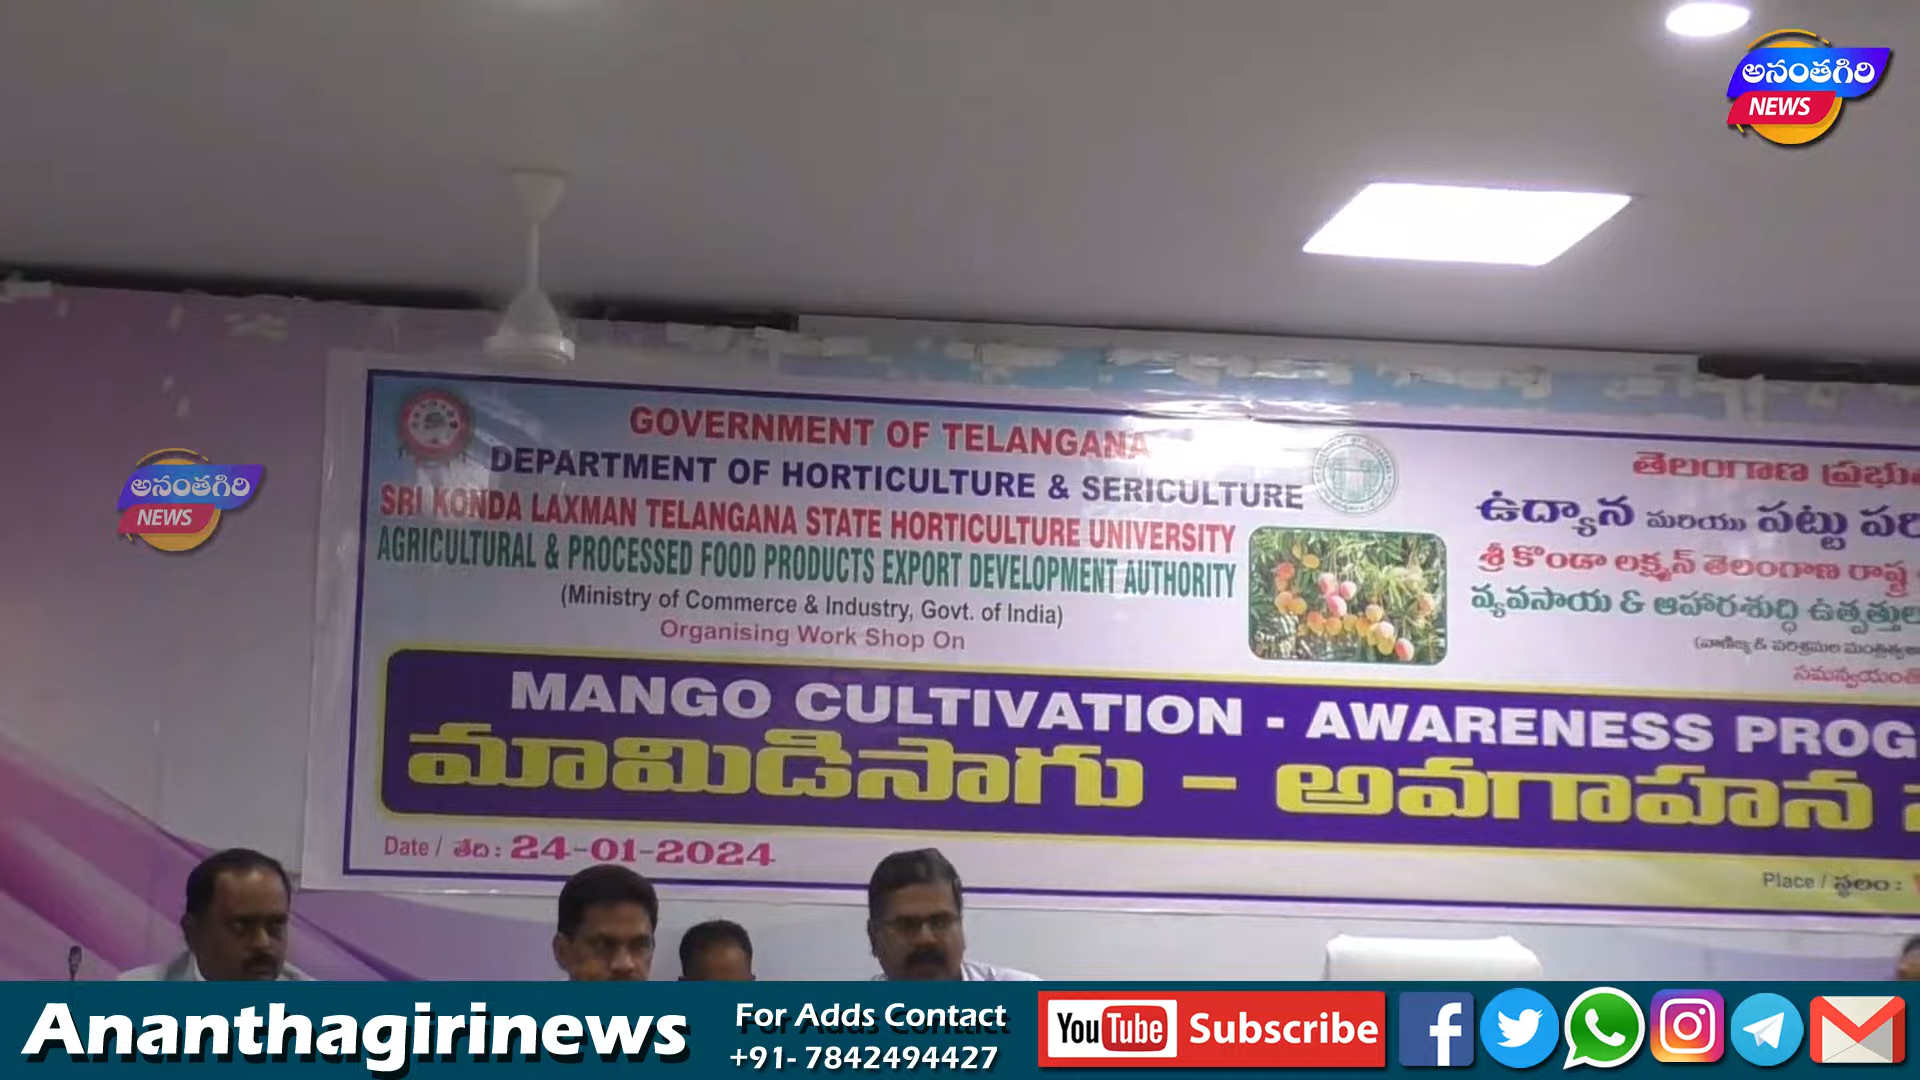 అనంతగిరి
NEWS
GOVERNMENT OF TELANGANA
DEPARTMENT OF HORTICULTURE & SERICULTURE
SRI KONDA LAXMAN TELANGANA STATE HORTICULTURE UNIVERSITY
AGRICULTURAL & PROCESSED FOOD PRODUCTS EXPORT DEVELOPMENT AUTHORITY
(Ministry of Commerce & Industry, Govt. of India)
Organising Work Shop On
తెలంగాణ
ఉద్యాన మరియు పట్టు
శ్రీ కొండా లక్ష్మన్ తెలంగాణ రాష్ట్ర
వ్యవసాయ & ఆహారశుద్ధి
MANGO CULTIVATION - AWARENESS PROG
మామిడిసాగు - అవగాహన
Date / తేది : 24-01-2024
Place / స్థలం :
అనంతగిరి
NEWS
Ananthagirinews
For Adds Contact
+91- 7842494427
YouTube Subscribe